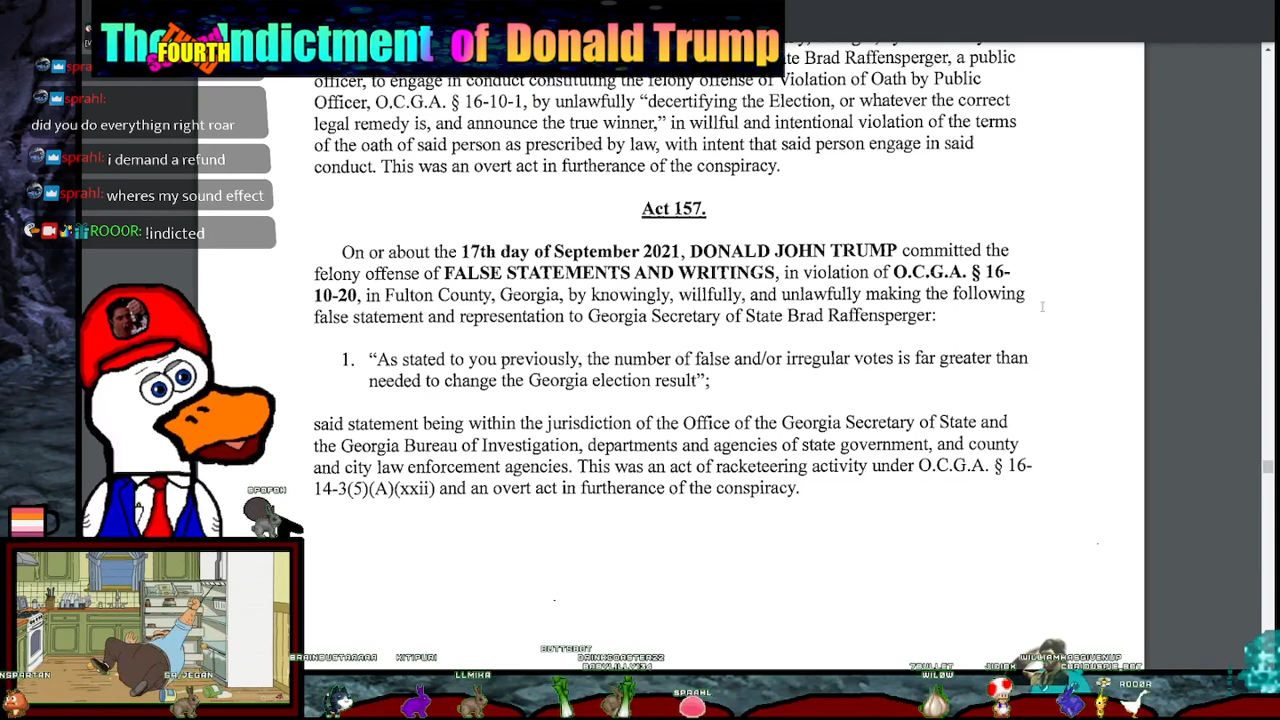 The Indictment of Donald Trump
FOURTH
sprahl:
did you do everythign right roar
sprahl: i demand a refund
sprahl: wheres my sound effect
ROOOR: !indicted
State Brad Raffensperger, a public
officer, to engage in conduct constituting the felony offense of Violation of Oath by Public
Officer, O.C.G.A. § 16-10-1, by unlawfully “decertifying the Election, or whatever the correct
legal remedy is, and announce the true winner,” in willful and intentional violation of the terms
of the oath of said person as prescribed by law, with intent that said person engage in said
conduct. This was an overt act in furtherance of the conspiracy.
Act 157.
On or about the 17th day of September 2021, DONALD JOHN TRUMP committed the
felony offense of FALSE STATEMENTS AND WRITINGS, in violation of O.C.G.A. § 16-
10-20, in Fulton County, Georgia, by knowingly, willfully, and unlawfully making the following
false statement and representation to Georgia Secretary of State Brad Raffensperger:
1. “As stated to you previously, the number of false and/or irregular votes is far greater than
needed to change the Georgia election result”;
said statement being within the jurisdiction of the Office of the Georgia Secretary of State and
the Georgia Bureau of Investigation, departments and agencies of state government, and county
and city law enforcement agencies. This was an act of racketeering activity under O.C.G.A. § 16-
14-3(5)(A)(xxii) and an overt act in furtherance of the conspiracy.
BUTTSBOT
KITIPURI
LLMIKA
SPRAHL
WILOW
ROOOR